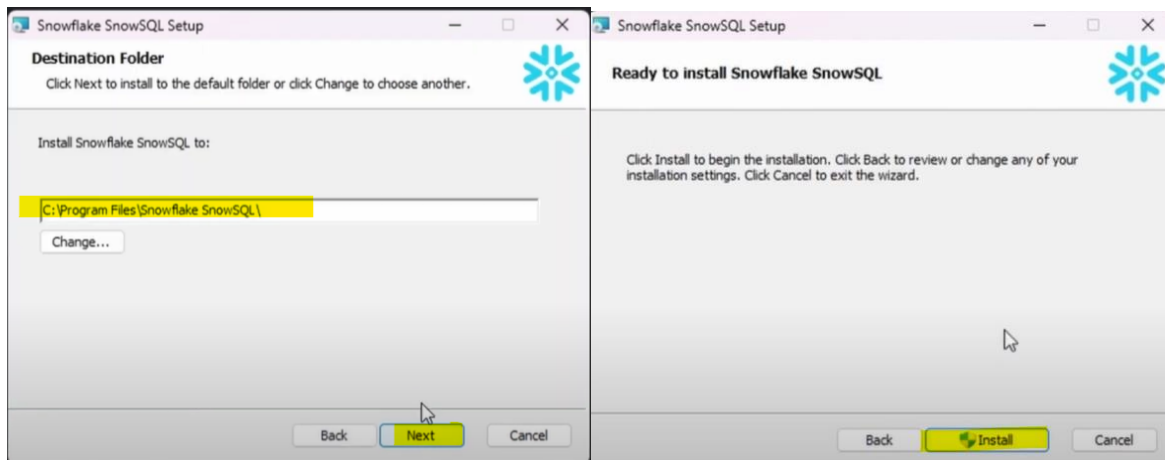 Snowflake SnowSQL Setup
Destination Folder
Click Next to install to the default folder or click Change to choose another.
Install Snowflake SnowSQL to:
C:\Program Files\Snowflake SnowSQL\
Change...
Back
Next
Cancel
Snowflake SnowSQL Setup
Ready to install Snowflake SnowSQL
Click Install to begin the installation. Click Back to review or change any of your
installation settings. Click Cancel to exit the wizard.
Back
Install
Cancel